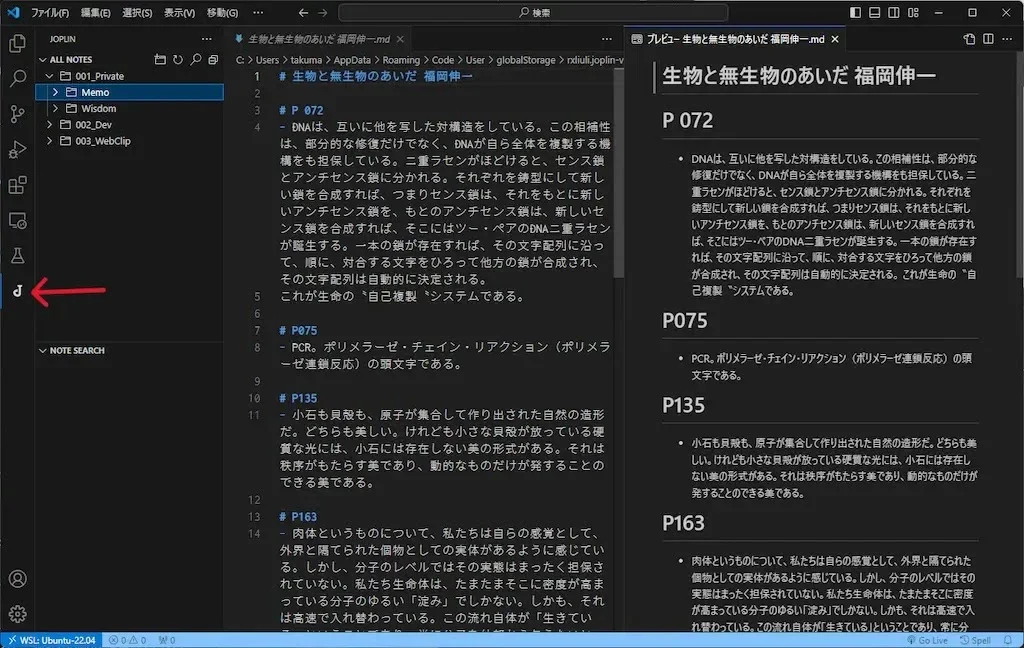 ファイル(F) 編集(E) 選択(S) 表示(V) 移動(G) … 検索
JOPLIN …
ALL NOTES
001_Private
Memo
Wisdom
002_Dev
003_WebClip
NOTE SEARCH
生物と無生物のあいだ 福岡伸一.md
C: > Users > takuma > AppData > Roaming > Code > User > globalStorage > rxliuli.joplin-v
1 # 生物と無生物のあいだ 福岡伸一
2
3 # P 072
4 - DNAは、互いに他を写した対構造をしている。この相補性
は、部分的な修復だけでなく、DNAが自ら全体を複製する機
構をも担保している。二重ラセンがほどけると、センス鎖
とアンチセンス鎖に分かれる。それぞれを鋳型にして新し
い鎖を合成すれば、つまりセンス鎖は、それをもとに新し
いアンチセンス鎖を、もとのアンチセンス鎖は、新しいセ
ンス鎖を合成すれば、そこにはツー・ペアのDNA二重ラセン
が誕生する。一本の鎖が存在すれば、その文字配列に沿っ
て、順に、対合する文字をひろって他方の鎖が合成され、
その文字配列は自動的に決定される。
5 これが生命の〝自己複製〝システムである。
6
7 # P075
8 - PCR。ポリメラーゼ・チェイン・リアクション（ポリメラ
ーゼ連鎖反応）の頭文字である。
9
10 # P135
11 - 小石も貝殻も、原子が集合して作り出された自然の造形
だ。どちらも美しい。けれども小さな貝殻が放っている硬
質な光には、小石には存在しない美の形式がある。それは
秩序がもたらす美であり、動的なものだけが発することの
できる美である。
12
13 # P163
14 - 肉体というものについて、私たちは自らの感覚として、
外界と隔てられた個物としての実体があるように感じてい
る。しかし、分子のレベルではその実態はまったく担保さ
れていない。私たち生命体は、たまたまそこに密度が高ま
っている分子のゆるい「淀み」でしかない。しかも、それ
は高速で入れ替わっている。この流れ自体が「生きてい
プレビュー 生物と無生物のあいだ 福岡伸一.md
生物と無生物のあいだ 福岡伸一
P 072
• DNAは、互いに他を写した対構造をしている。この相補性は、部分的な
修復だけでなく、DNAが自ら全体を複製する機構をも担保している。二
重ラセンがほどけると、センス鎖とアンチセンス鎖に分かれる。それぞれを
鋳型にして新しい鎖を合成すれば、つまりセンス鎖は、それをもとに新し
いアンチセンス鎖を、もとのアンチセンス鎖は、新しいセンス鎖を合成すれ
ば、そこにはツー・ペアのDNA二重ラセンが誕生する。一本の鎖が存在す
れば、その文字配列に沿って、順に、対合する文字をひろって他方の鎖
が合成され、その文字配列は自動的に決定される。これが生命の〝自
己複製〝システムである。
P075
• PCR。ポリメラーゼ・チェイン・リアクション（ポリメラーゼ連鎖反応）の頭
文字である。
P135
• 小石も貝殻も、原子が集合して作り出された自然の造形だ。どちらも美
しい。けれども小さな貝殻が放っている硬質な光には、小石には存在し
ない美の形式がある。それは秩序がもたらす美であり、動的なものだけが
発することのできる美である。
P163
• 肉体というものについて、私たちは自らの感覚として、外界と隔てられた
個物としての実体があるように感じている。しかし、分子のレベルではその
実態はまったく担保されていない。私たち生命体は、たまたまそこに密度
が高まっている分子のゆるい「淀み」でしかない。しかも、それは高速で入
れ替わっている。この流れ自体が「生きている」ということであり、常に分
WSL: Ubuntu-22.04 0 0 0 Go Live Spell